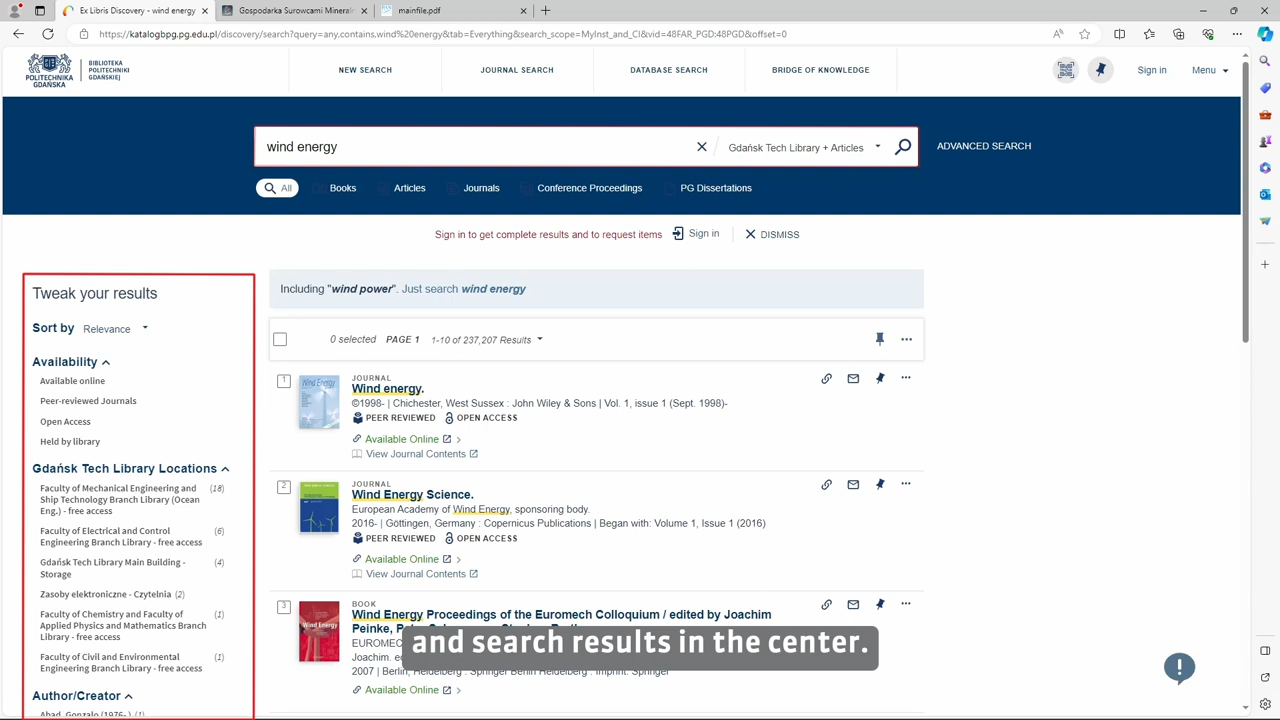 Ex Libris Discovery - wind energy
Gospodarka Surowcami Mineraln
mainfile.pdf
https://katalogbpg.pg.edu.pl/discovery/search?query=any,contains,wind%20energy&tab=Everything&search_scope=MyInst_and_CI&vid=48FAR_PGD:48PGD&offset=0
POLITECHNIKA
GDAŃSKA
BIBLIOTEKA
POLITECHNIKI
GDAŃSKIEJ
NEW SEARCH
JOURNAL SEARCH
DATABASE SEARCH
BRIDGE OF KNOWLEDGE
Sign in
Menu
wind energy
Gdańsk Tech Library + Articles
ADVANCED SEARCH
All
Books
Articles
Journals
Conference Proceedings
PG Dissertations
Sign in to get complete results and to request items
Sign in
DISMISS
Tweak your results
Sort by Relevance
Availability
Available online
Peer-reviewed Journals
Open Access
Held by library
Gdańsk Tech Library Locations
Faculty of Mechanical Engineering and (18)
Ship Technology Branch Library (Ocean
Eng.) - free access
Faculty of Electrical and Control (6)
Engineering Branch Library - free access
Gdańsk Tech Library Main Building - (4)
Storage
Zasoby elektroniczne - Czytelnia (2)
Faculty of Chemistry and Faculty of (1)
Applied Physics and Mathematics Branch
Library - free access
Faculty of Civil and Environmental (1)
Engineering Branch Library - free access
Author/Creator
Abad, Gonzalo (1976- ) (1)
Including "wind power". Just search wind energy
0 selected PAGE 1 1-10 of 237,207 Results
1
JOURNAL
Wind energy.
©1998- | Chichester, West Sussex : John Wiley & Sons | Vol. 1, issue 1 (Sept. 1998)-
PEER REVIEWED OPEN ACCESS
Available Online
View Journal Contents
2
JOURNAL
Wind Energy Science.
European Academy of Wind Energy, sponsoring body.
2016- | Göttingen, Germany : Copernicus Publications | Began with: Volume 1, Issue 1 (2016)
PEER REVIEWED OPEN ACCESS
Available Online
View Journal Contents
3
BOOK
Wind Energy Proceedings of the Euromech Colloquium / edited by Joachim
Peinke,
EUROMEC
Joachim. ed
2007 | Berlin, Heidelberg : Springer Berlin Heidelberg : Imprint: Springer
Available Online
and search results in the center.